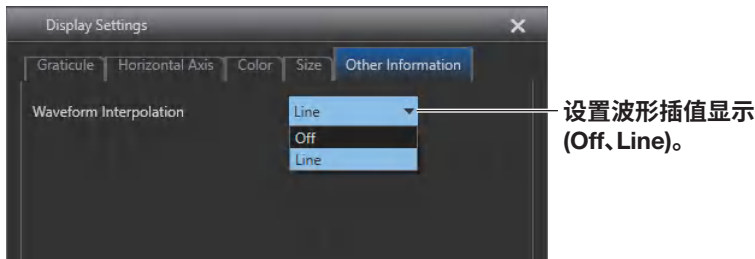 Display Settings
Graticule Horizontal Axis Color Size Other Information
Waveform Interpolation Line
Off
Line
设置波形插值显示
(Off、Line)。